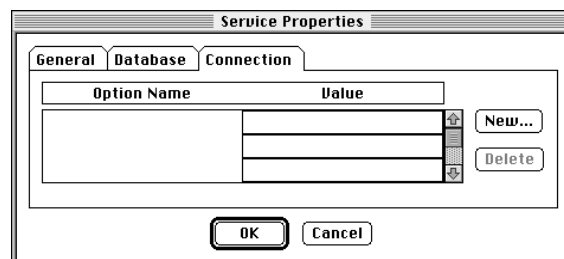 Service Properties
General Database Connection
Option Name Value
New...
Delete
OK Cancel